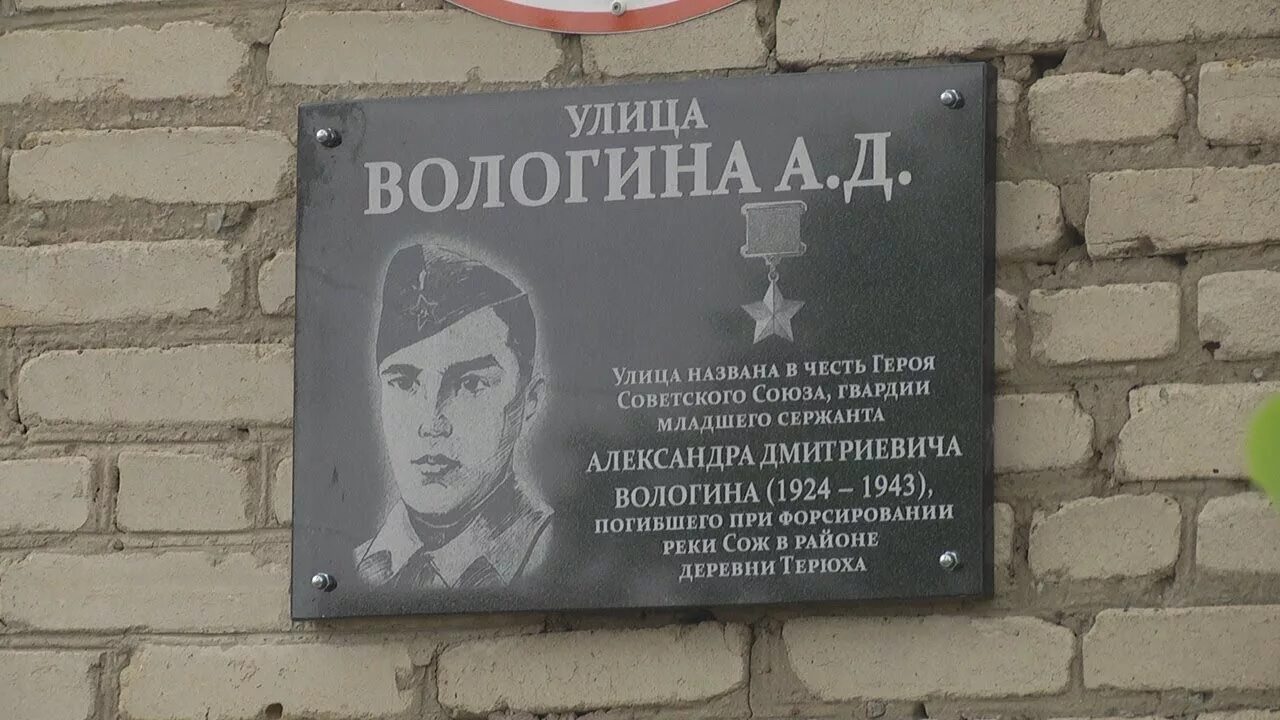 УЛИЦА
ВОЛОГИНА А.Д.
Улица названа в честь Героя
Советского Союза, гвардии
младшего сержанта
АЛЕКСАНДРА ДМИТРИЕВИЧА
ВОЛОГИНА (1924 – 1943),
погибшего при форсировании
реки Сож в районе
деревни Терюха